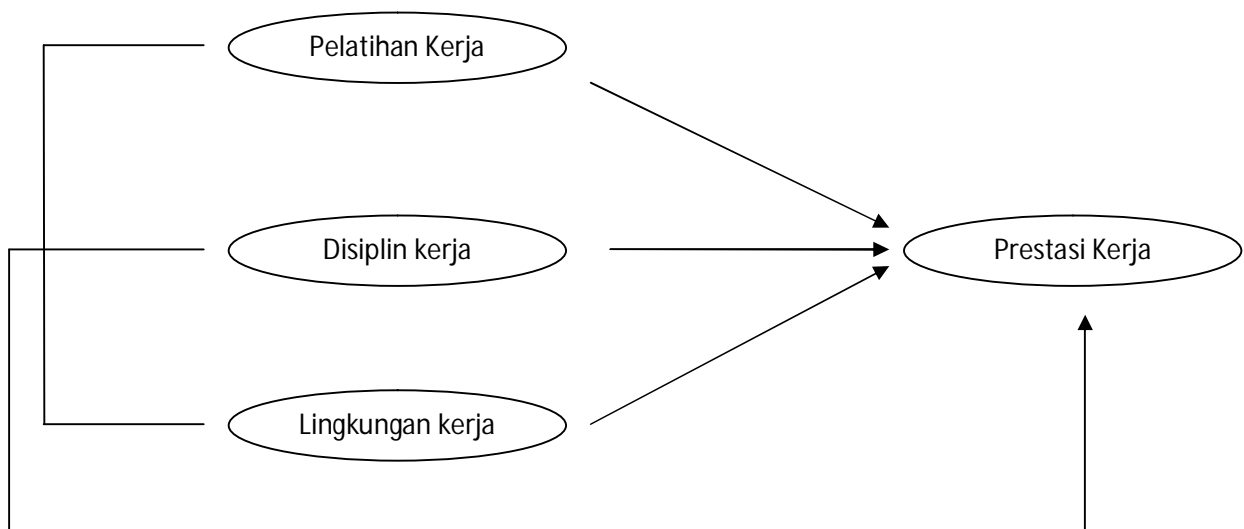 Pelatihan Kerja
Disiplin kerja
Prestasi Kerja
Lingkungan kerja